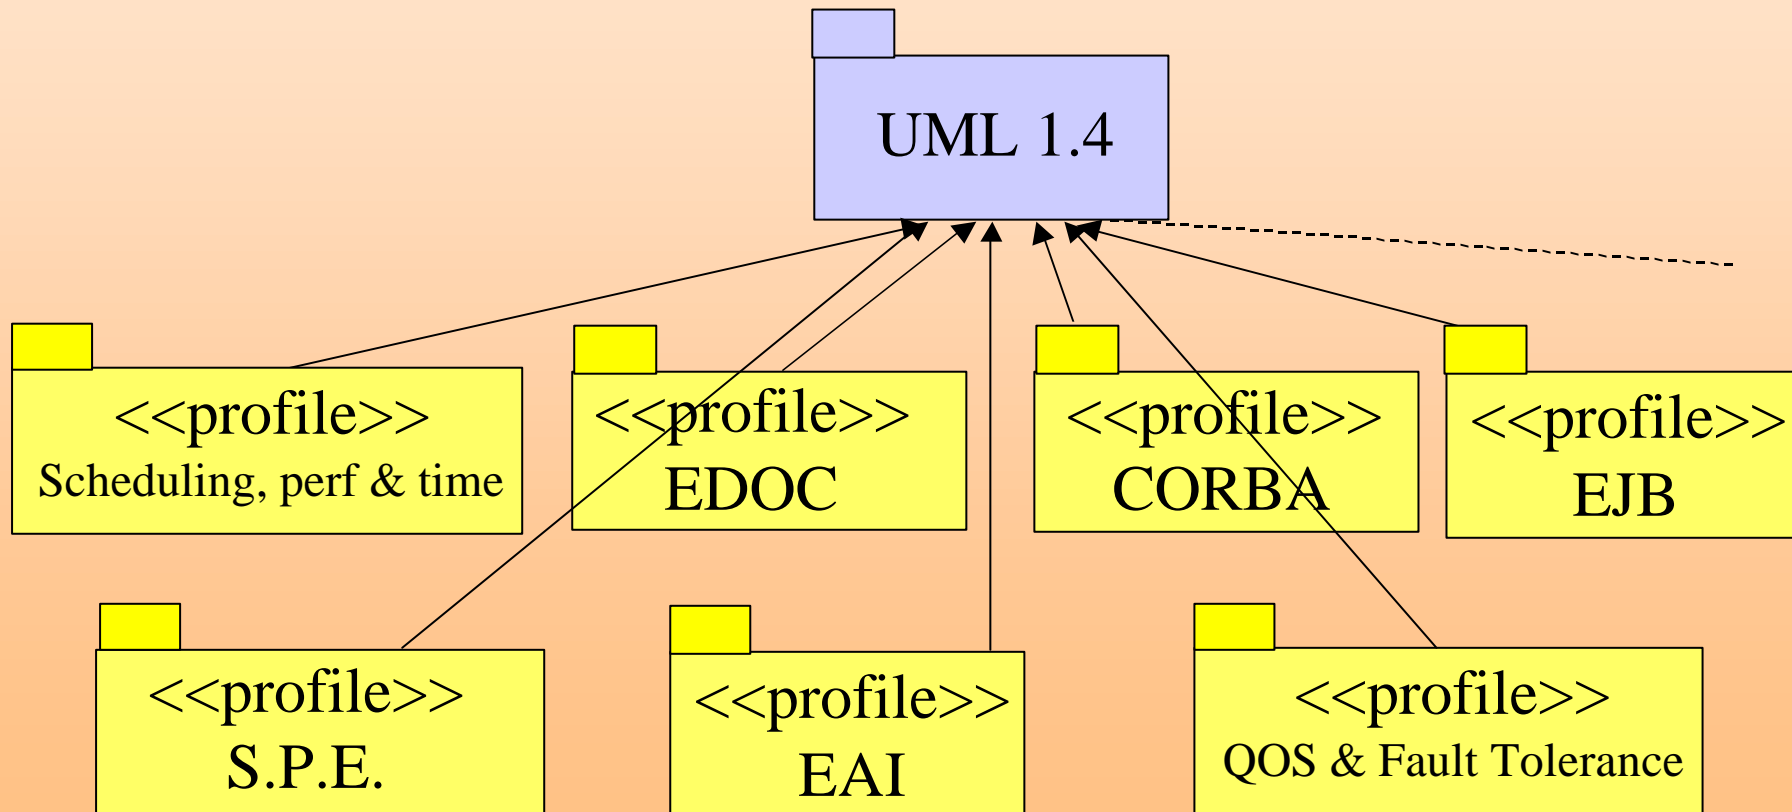 UML 1.4
<<profile>>
Scheduling, perf & time
<<profile>>
EDOC
<<profile>>
CORBA
<<profile>>
EJB
<<profile>>
S.P.E.
<<profile>>
EAI
<<profile>>
QOS & Fault Tolerance